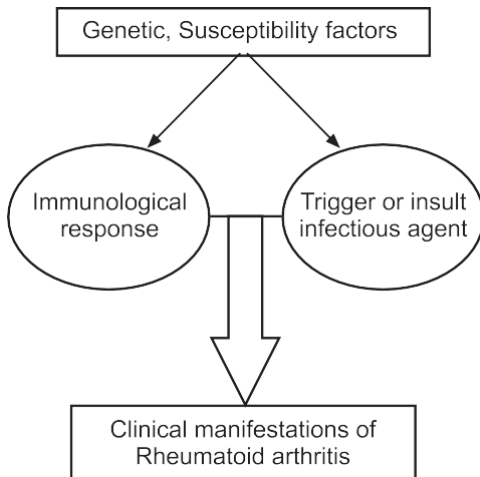 Genetic, Susceptibility factors
Immunological
response
Trigger or insult
infectious agent
Clinical manifestations of
Rheumatoid arthritis